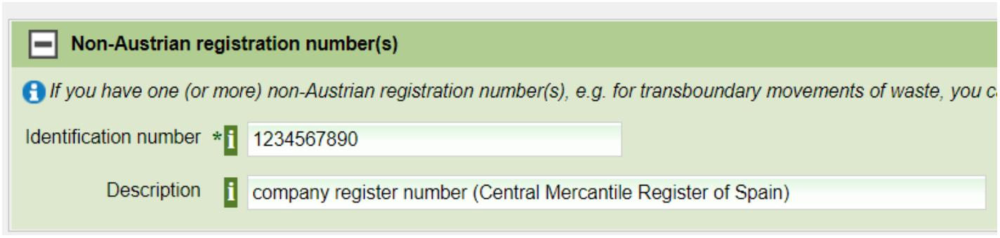 Non-Austrian registration number(s)
If you have one (or more) non-Austrian registration number(s), e.g. for transboundary movements of waste, you
Identification number * i 1234567890
Description i company register number (Central Mercantile Register of Spain)